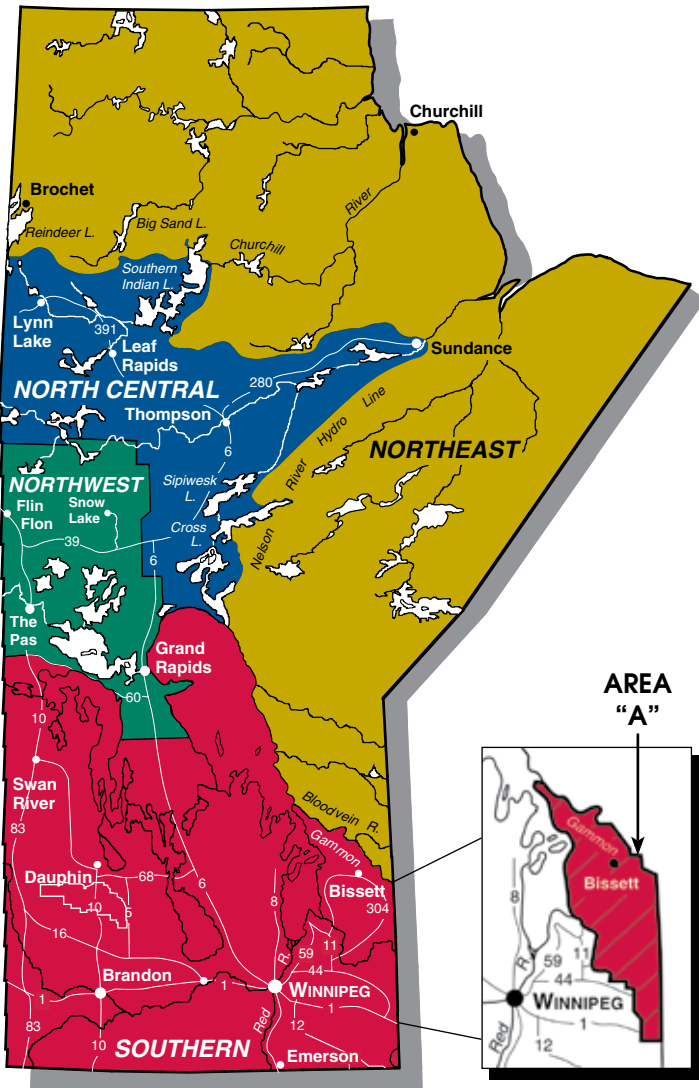 Churchill
Brochet
Reindeer L.
Big Sand L.
River
Churchill
Southern
Indian L.
Lynn
Lake
391
Leaf
Rapids
Sundance
NORTH CENTRAL
280
Thompson
Hydro Line
River
Nelson
NORTHEAST
6
NORTHWEST
Sipiwesk
L.
Flin
Flon
Snow
Lake
Cross
L.
39
6
The
Pas
Grand
Rapids
60
10
AREA
“A”
Swan
River
83
Bloodvein R.
Gammon
Dauphin
68
6
8
Bissett
304
10
5
16
59
11
44
R.
Brandon
1
1
WINNIPEG
1
83
10
Red
12
SOUTHERN
Emerson
Gammon
Bissett
8
R.
59
11
44
WINNIPEG
1
Red
12